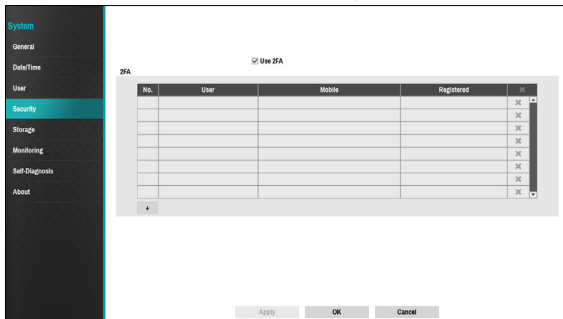 System
General
Date/Time
User
Security
Storage
Monitoring
Self-Diagnosis
About
Use 2FA
2FA
No. User Mobile Registered
+
Apply OK Cancel